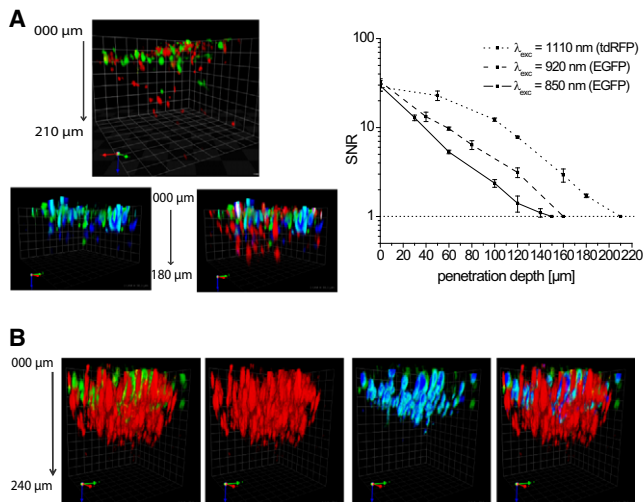 A
000 µm
210 µm
000 µm
180 µm
λexc = 1110 nm (tdRFP)
λexc = 920 nm (EGFP)
λexc = 850 nm (EGFP)
100
10
1
SNR
0 20 40 60 80 100 120 140 160 180 200 220
penetration depth [µm]
B
000 µm
240 µm